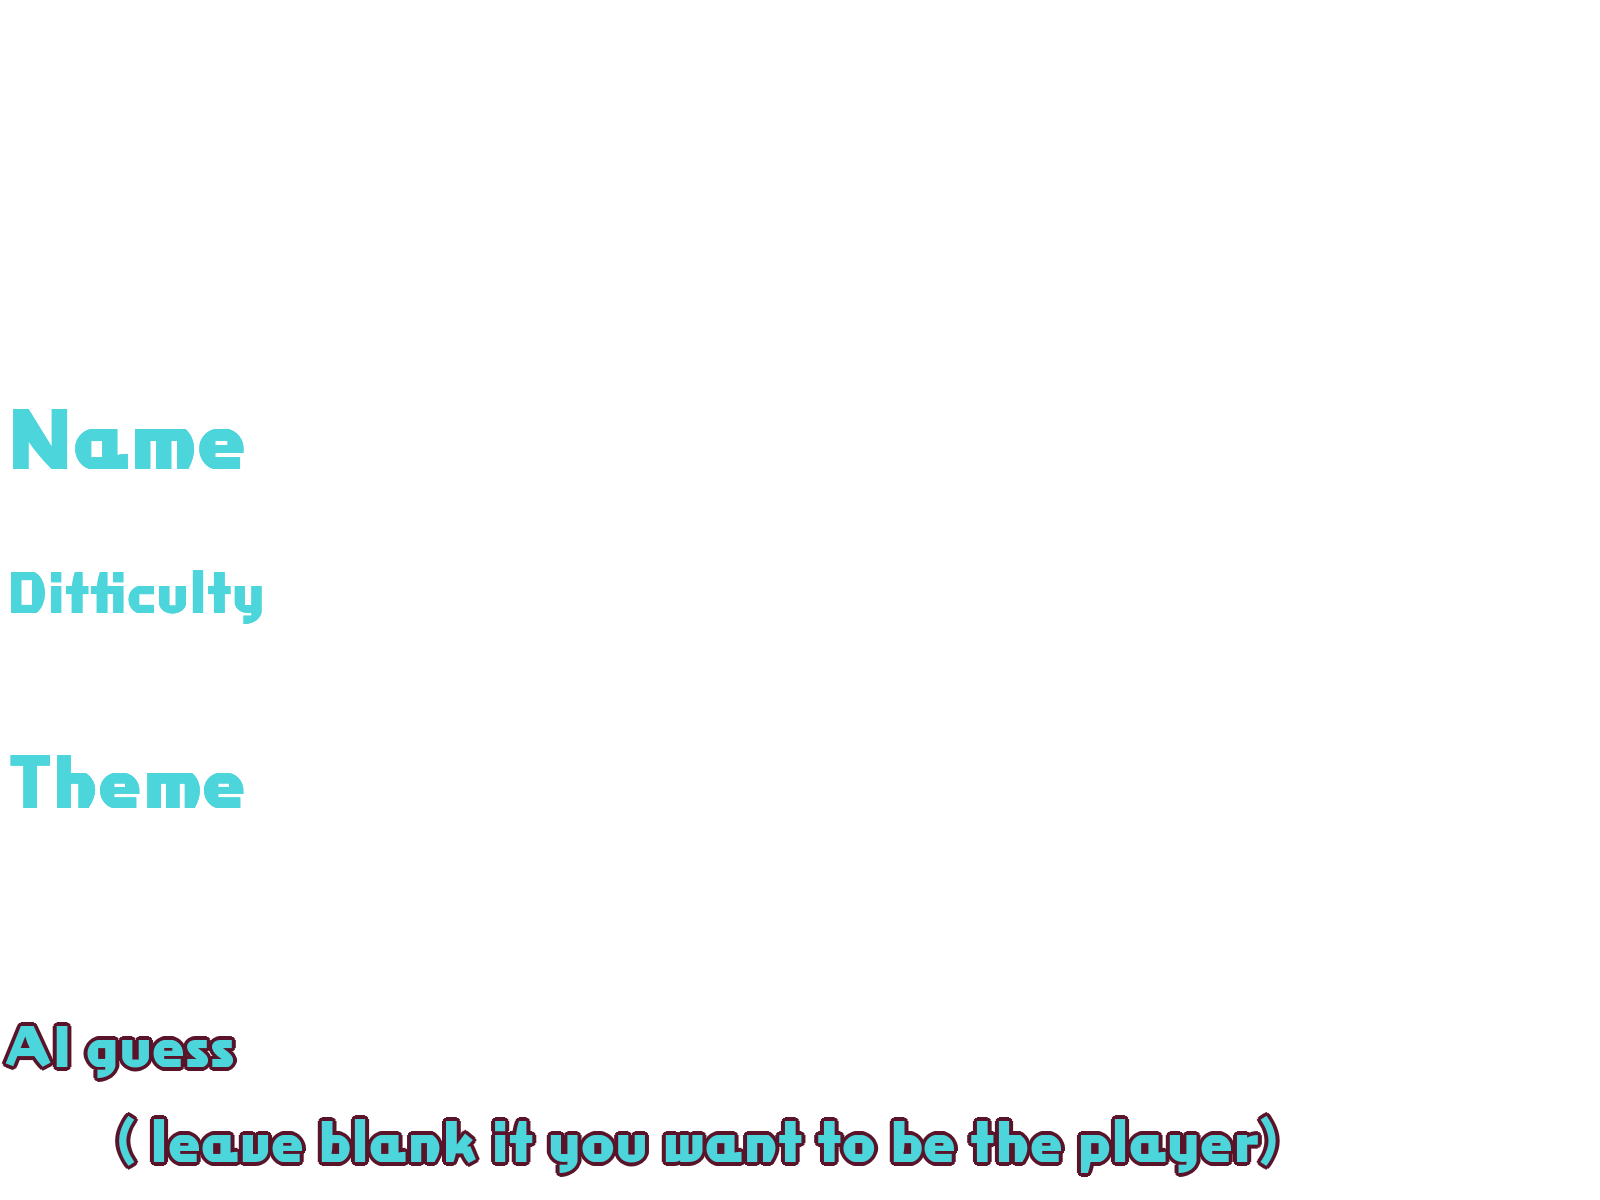 Name
Difficulty
Theme
AI guess
( leave blank if you want to be the player)